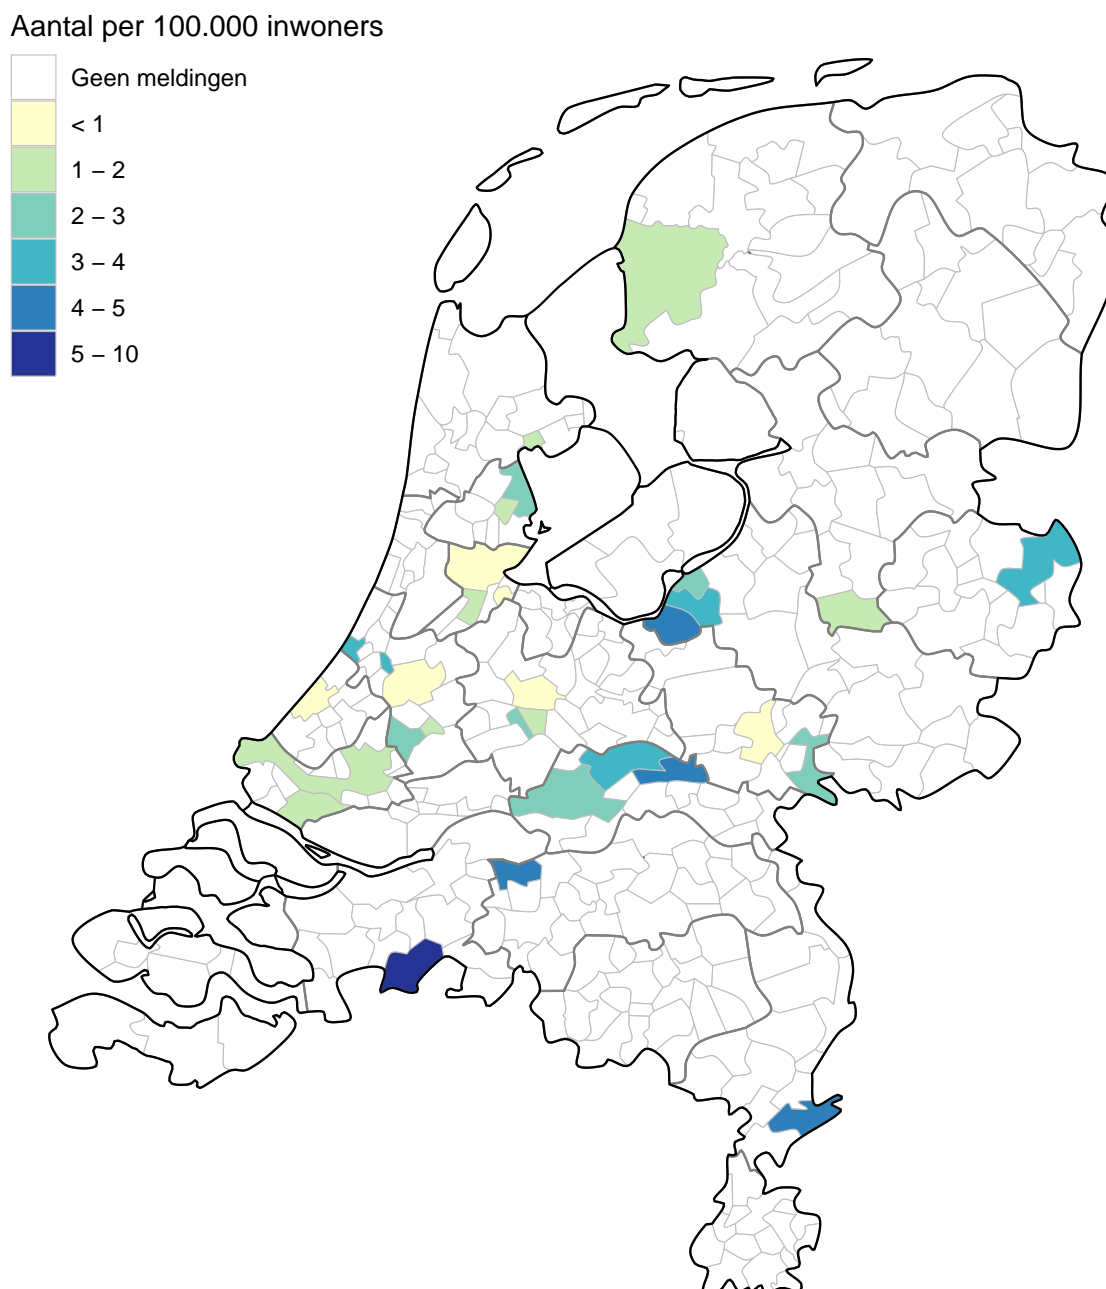 Aantal per 100.000 inwoners
Geen meldingen
< 1
1 – 2
2 – 3
3 – 4
4 – 5
5 – 10